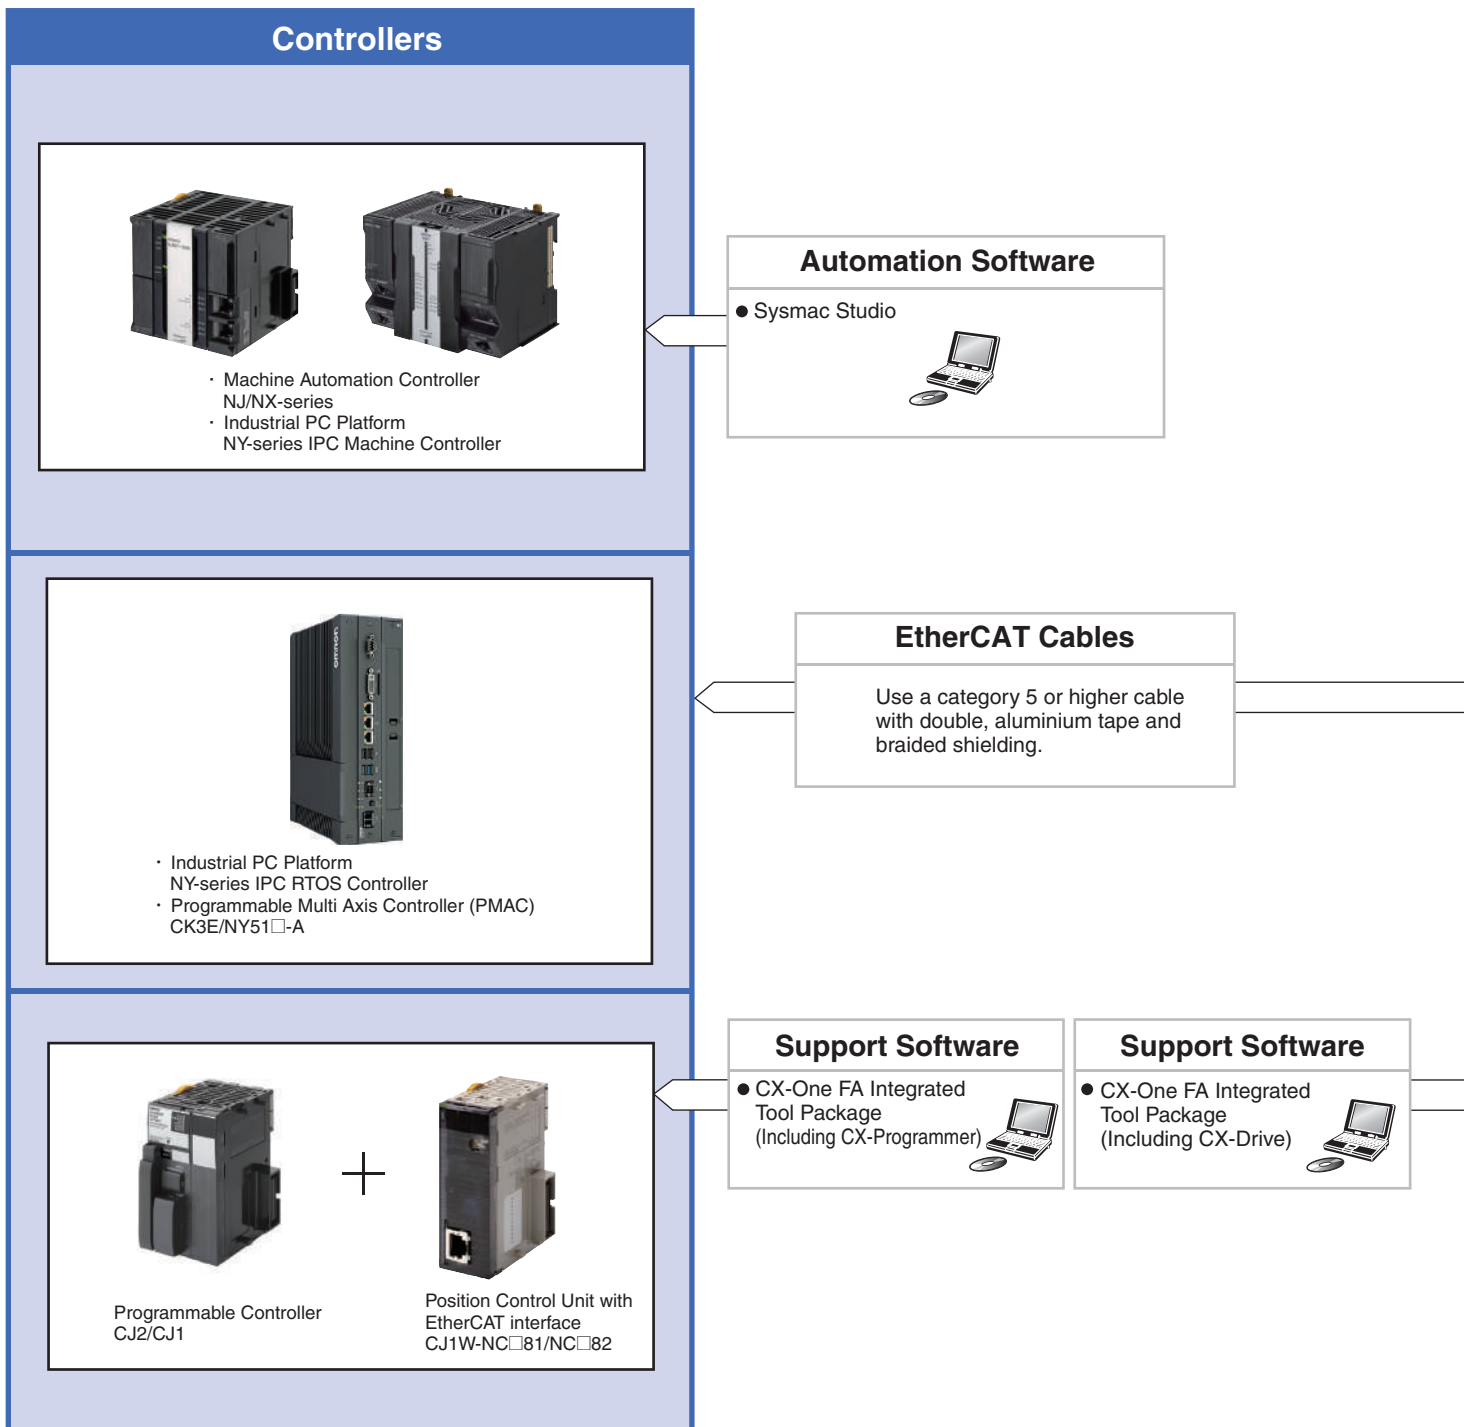 Controllers
· Machine Automation Controller
NJ/NX-series
· Industrial PC Platform
NY-series IPC Machine Controller
Automation Software
● Sysmac Studio
omron
· Industrial PC Platform
NY-series IPC RTOS Controller
· Programmable Multi Axis Controller (PMAC)
CK3E/NY51□-A
EtherCAT Cables
Use a category 5 or higher cable
with double, aluminium tape and
braided shielding.
Programmable Controller
CJ2/CJ1
Position Control Unit with
EtherCAT interface
CJ1W-NC□81/NC□82
Support Software
● CX-One FA Integrated
Tool Package
(Including CX-Programmer)
Support Software
● CX-One FA Integrated
Tool Package
(Including CX-Drive)